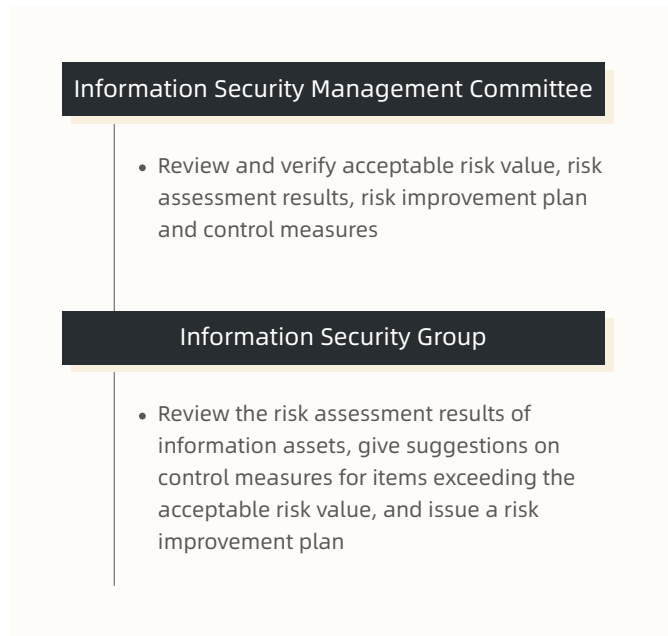 Information Security Management Committee
• Review and verify acceptable risk value, risk
assessment results, risk improvement plan
and control measures
Information Security Group
• Review the risk assessment results of
information assets, give suggestions on
control measures for items exceeding the
acceptable risk value, and issue a risk
improvement plan